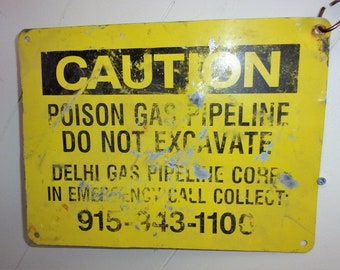 CAUTION
POISON GAS PIPELINE
DO NOT EXCAVATE
DELHI GAS PIPELINE CORP.
IN EMERGENCY CALL COLLECT:
915-343-1100